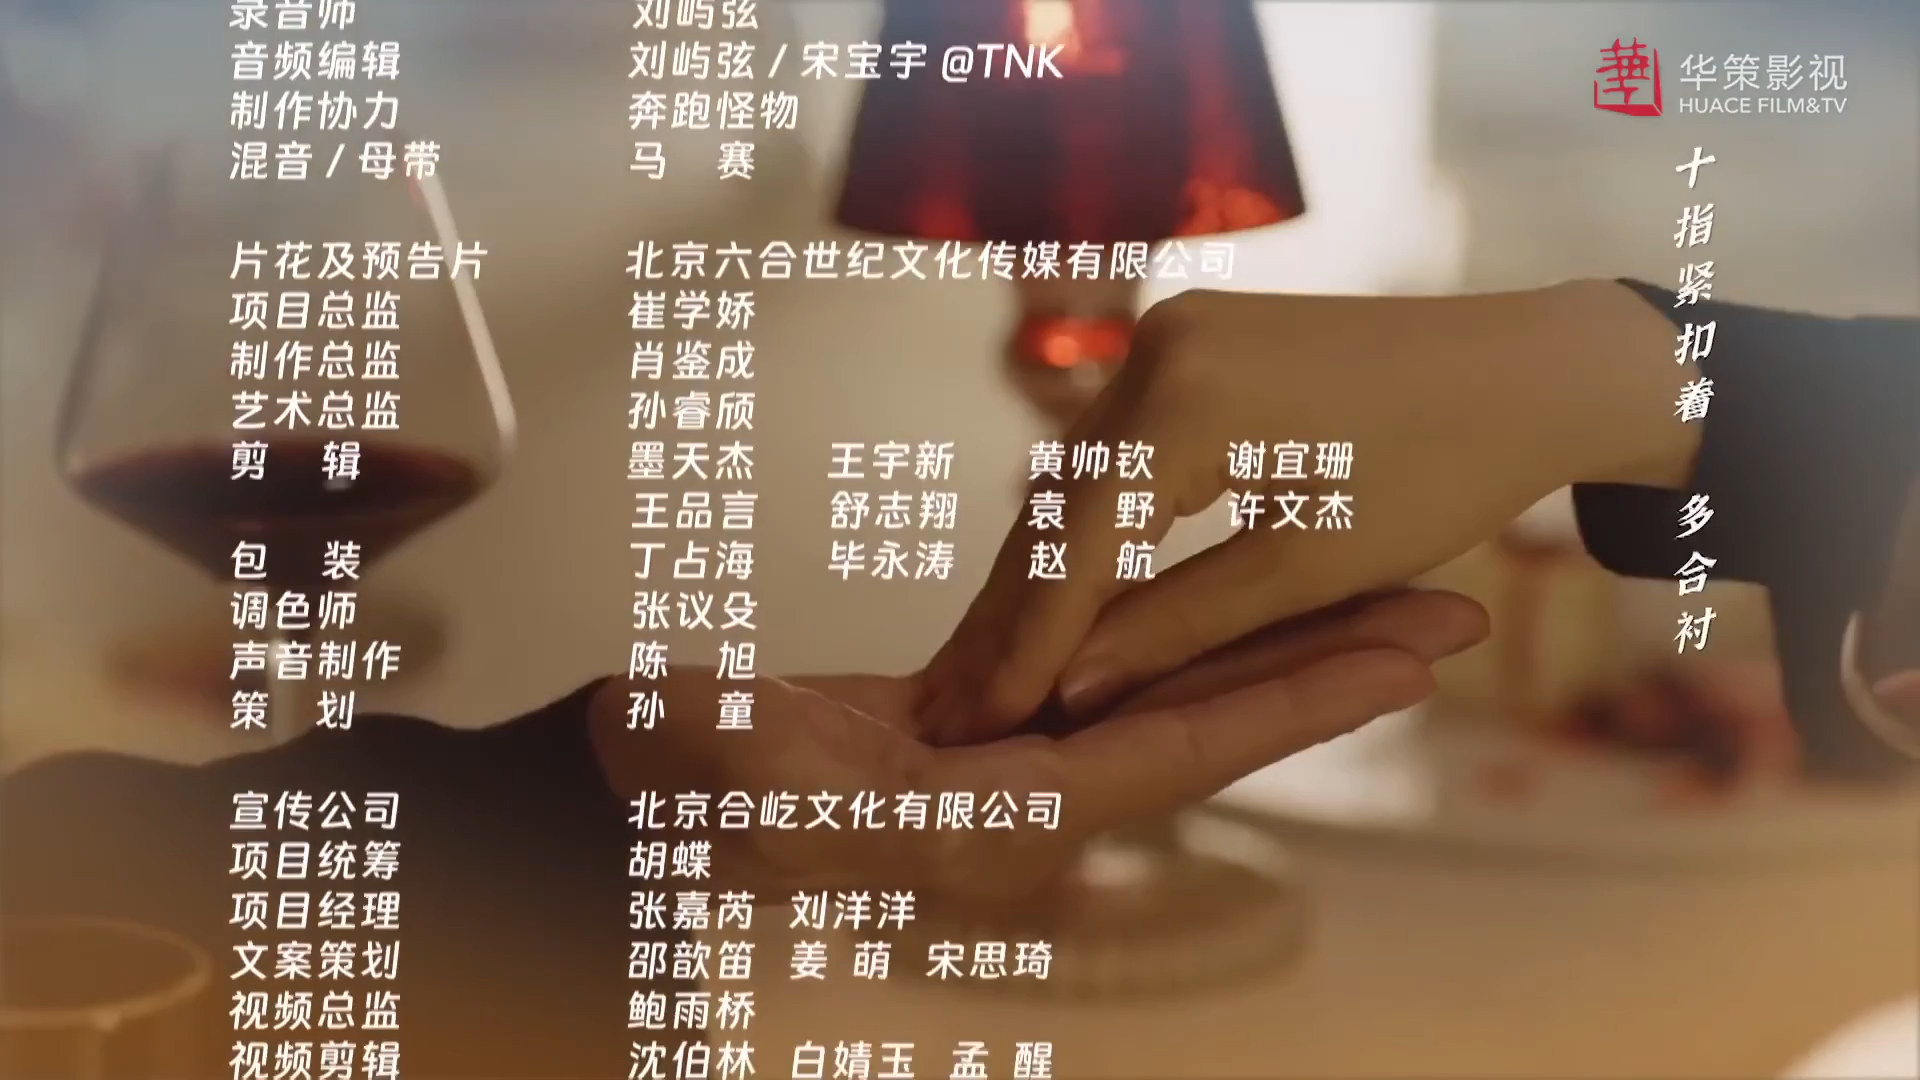 录音师 刘屿弦
音频编辑 刘屿弦 / 宋宝宇 @TNK
制作协力 奔跑怪物
混音 / 母带 马 赛
片花及预告片 北京六合世纪文化传媒有限公司
项目总监 崔学娇
制作总监 肖鉴成
艺术总监 孙睿颀
剪 辑 墨天杰 王宇新 黄帅钦 谢宜珊
王品言 舒志翔 袁 野 许文杰
包 装 丁占海 毕永涛 赵 航
调色师 张议殳
声音制作 陈 旭
策 划 孙 童
宣传公司 北京合屹文化有限公司
项目统筹 胡蝶
项目经理 张嘉芮 刘洋洋
文案策划 邵歆笛 姜 萌 宋思琦
视频总监 鲍雨桥
视频剪辑 沈伯林 白婧玉 孟 醒
華 华策影视
HUACE FILM&TV
十指紧扣着 多合衬